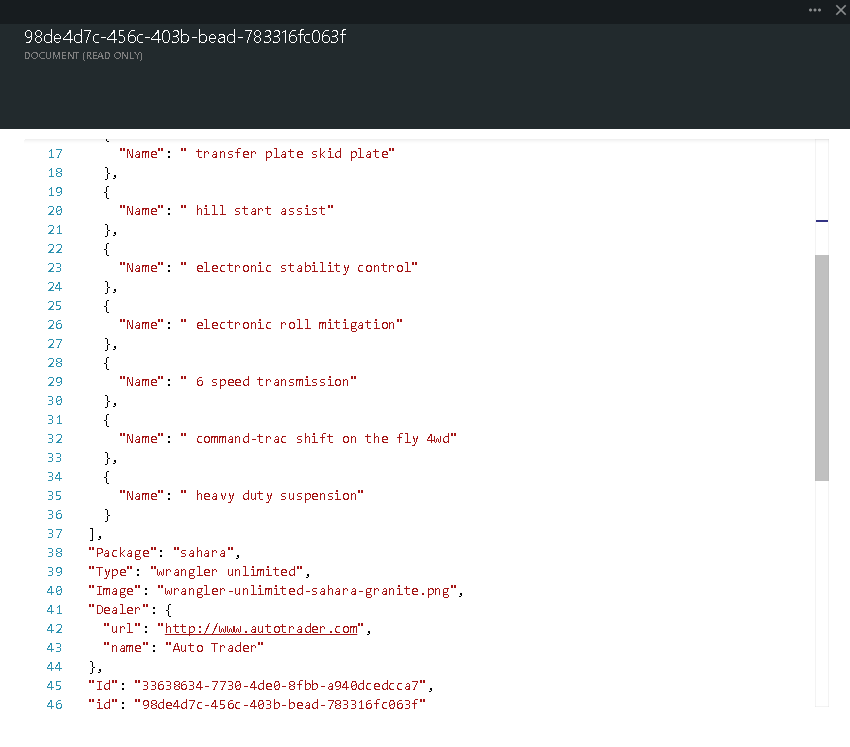 98de4d7c-456c-403b-bead-783316fc063f
DOCUMENT (READ ONLY)
17 "Name": " transfer plate skid plate"
18 },
19 {
20 "Name": " hill start assist"
21 },
22 {
23 "Name": " electronic stability control"
24 },
25 {
26 "Name": " electronic roll mitigation"
27 },
28 {
29 "Name": " 6 speed transmission"
30 },
31 {
32 "Name": " command-trac shift on the fly 4wd"
33 },
34 {
35 "Name": " heavy duty suspension"
36 }
37 ],
38 "Package": "sahara",
39 "Type": "wrangler unlimited",
40 "Image": "wrangler-unlimited-sahara-granite.png",
41 "Dealer": {
42 "url": "http://www.autotrader.com",
43 "name": "Auto Trader"
44 },
45 "Id": "33638634-7730-4de0-8fbb-a940dcedcca7",
46 "id": "98de4d7c-456c-403b-bead-783316fc063f"